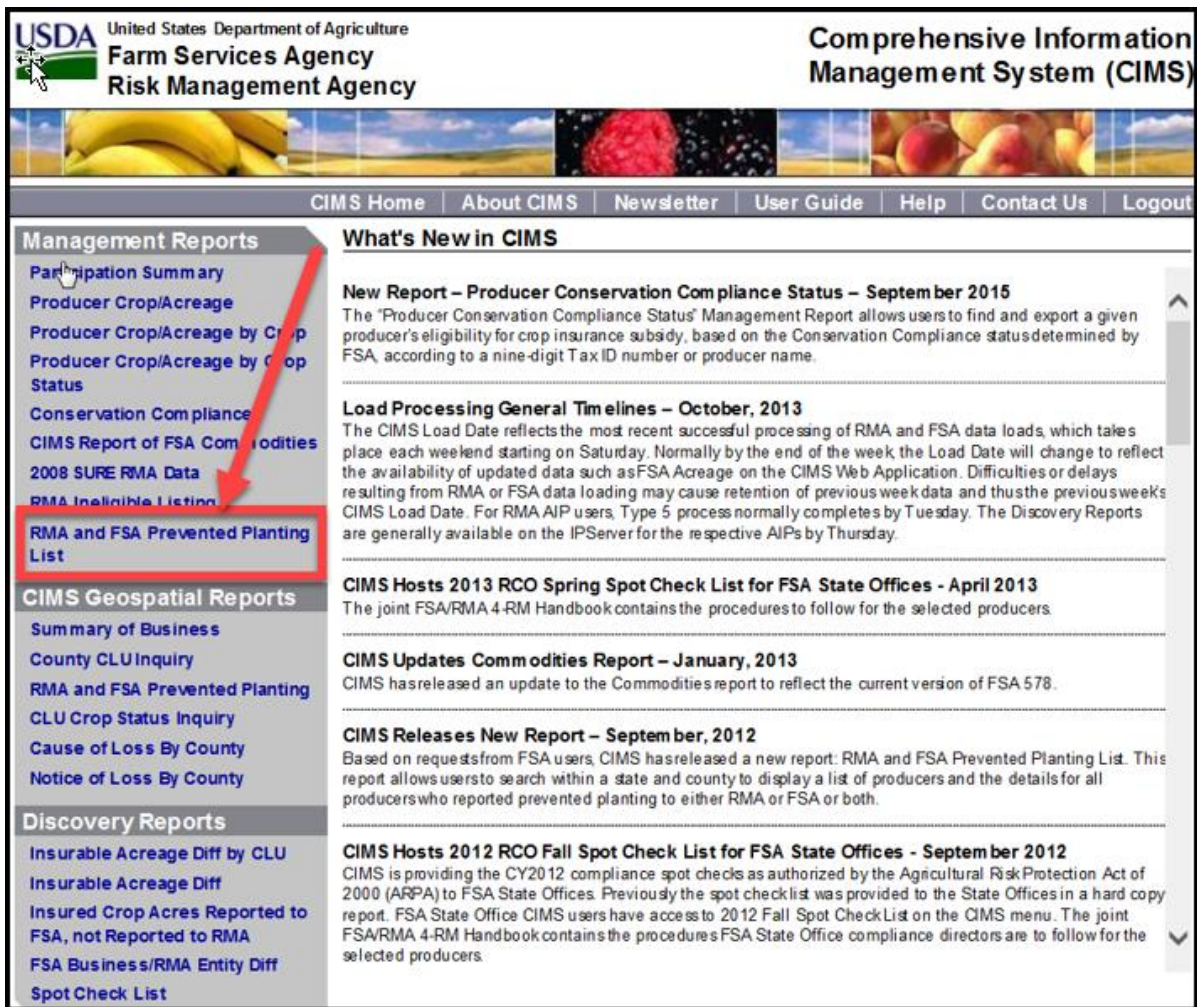 USDA
United States Department of Agriculture
Farm Services Agency
Risk Management Agency
Comprehensive Information
Management System (CIMS)
CIMS Home | About CIMS | Newsletter | User Guide | Help | Contact Us | Logout
Management Reports
Participation Summary
Producer Crop/Acreage
Producer Crop/Acreage by Crop
Producer Crop/Acreage by Crop
Status
Conservation Compliance
CIMS Report of FSA Commodities
2008 SURE RMA Data
RMA Ineligible Listing
RMA and FSA Prevented Planting
List
CIMS Geospatial Reports
Summary of Business
County CLU Inquiry
RMA and FSA Prevented Planting
CLU Crop Status Inquiry
Cause of Loss By County
Notice of Loss By County
Discovery Reports
Insurable Acreage Diff by CLU
Insurable Acreage Diff
Insured Crop Acres Reported to
FSA, not Reported to RMA
FSA Business/RMA Entity Diff
Spot Check List
What's New in CIMS
New Report – Producer Conservation Compliance Status – September 2015
The "Producer Conservation Compliance Status" Management Report allows users to find and export a given
producer's eligibility for crop insurance subsidy, based on the Conservation Compliance status determined by
FSA, according to a nine-digit Tax ID number or producer name.
Load Processing General Timelines – October, 2013
The CIMS Load Date reflects the most recent successful processing of RMA and FSA data loads, which takes
place each weekend starting on Saturday. Normally by the end of the week, the Load Date will change to reflect
the availability of updated data such as FSA Acreage on the CIMS Web Application. Difficulties or delays
resulting from RMA or FSA data loading may cause retention of previous week data and thus the previous week's
CIMS Load Date. For RMA AIP users, Type 5 process normally completes by Tuesday. The Discovery Reports
are generally available on the IPServer for the respective AIPs by Thursday.
CIMS Hosts 2013 RCO Spring Spot Check List for FSA State Offices - April 2013
The joint FSA/RMA 4-RM Handbook contains the procedures to follow for the selected producers.
CIMS Updates Commodities Report – January, 2013
CIMS has released an update to the Commodities report to reflect the current version of FSA 578.
CIMS Releases New Report – September, 2012
Based on requests from FSA users, CIMS has released a new report: RMA and FSA Prevented Planting List. This
report allows users to search within a state and county to display a list of producers and the details for all
producers who reported prevented planting to either RMA or FSA or both.
CIMS Hosts 2012 RCO Fall Spot Check List for FSA State Offices - September 2012
CIMS is providing the CY2012 compliance spot checks as authorized by the Agricultural Risk Protection Act of
2000 (ARPA) to FSA State Offices. Previously the spot check list was provided to the State Offices in a hard copy
report. FSA State Office CIMS users have access to 2012 Fall Spot Check List on the CIMS menu. The joint
FSA/RMA 4-RM Handbook contains the procedures FSA State Office compliance directors are to follow for the
selected producers.